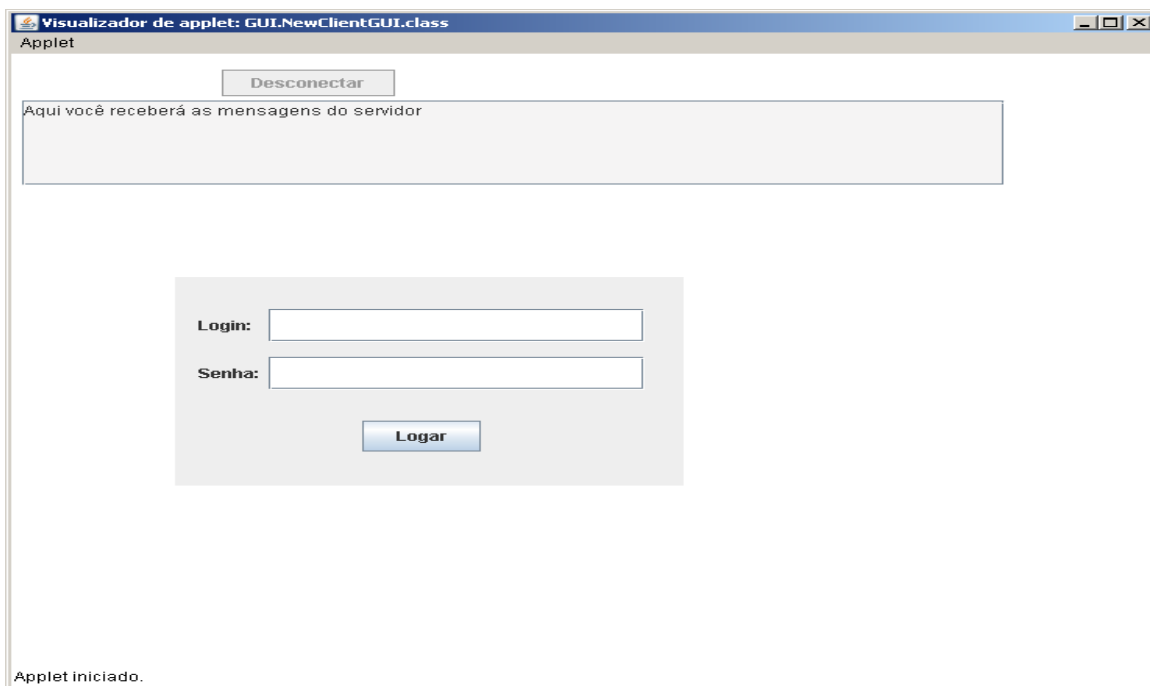 Visualizador de applet: GUI.NewClientGUI.class
Applet
Desconectar
Aqui você receberá as mensagens do servidor
Login:
Senha:
Logar
Applet iniciado.